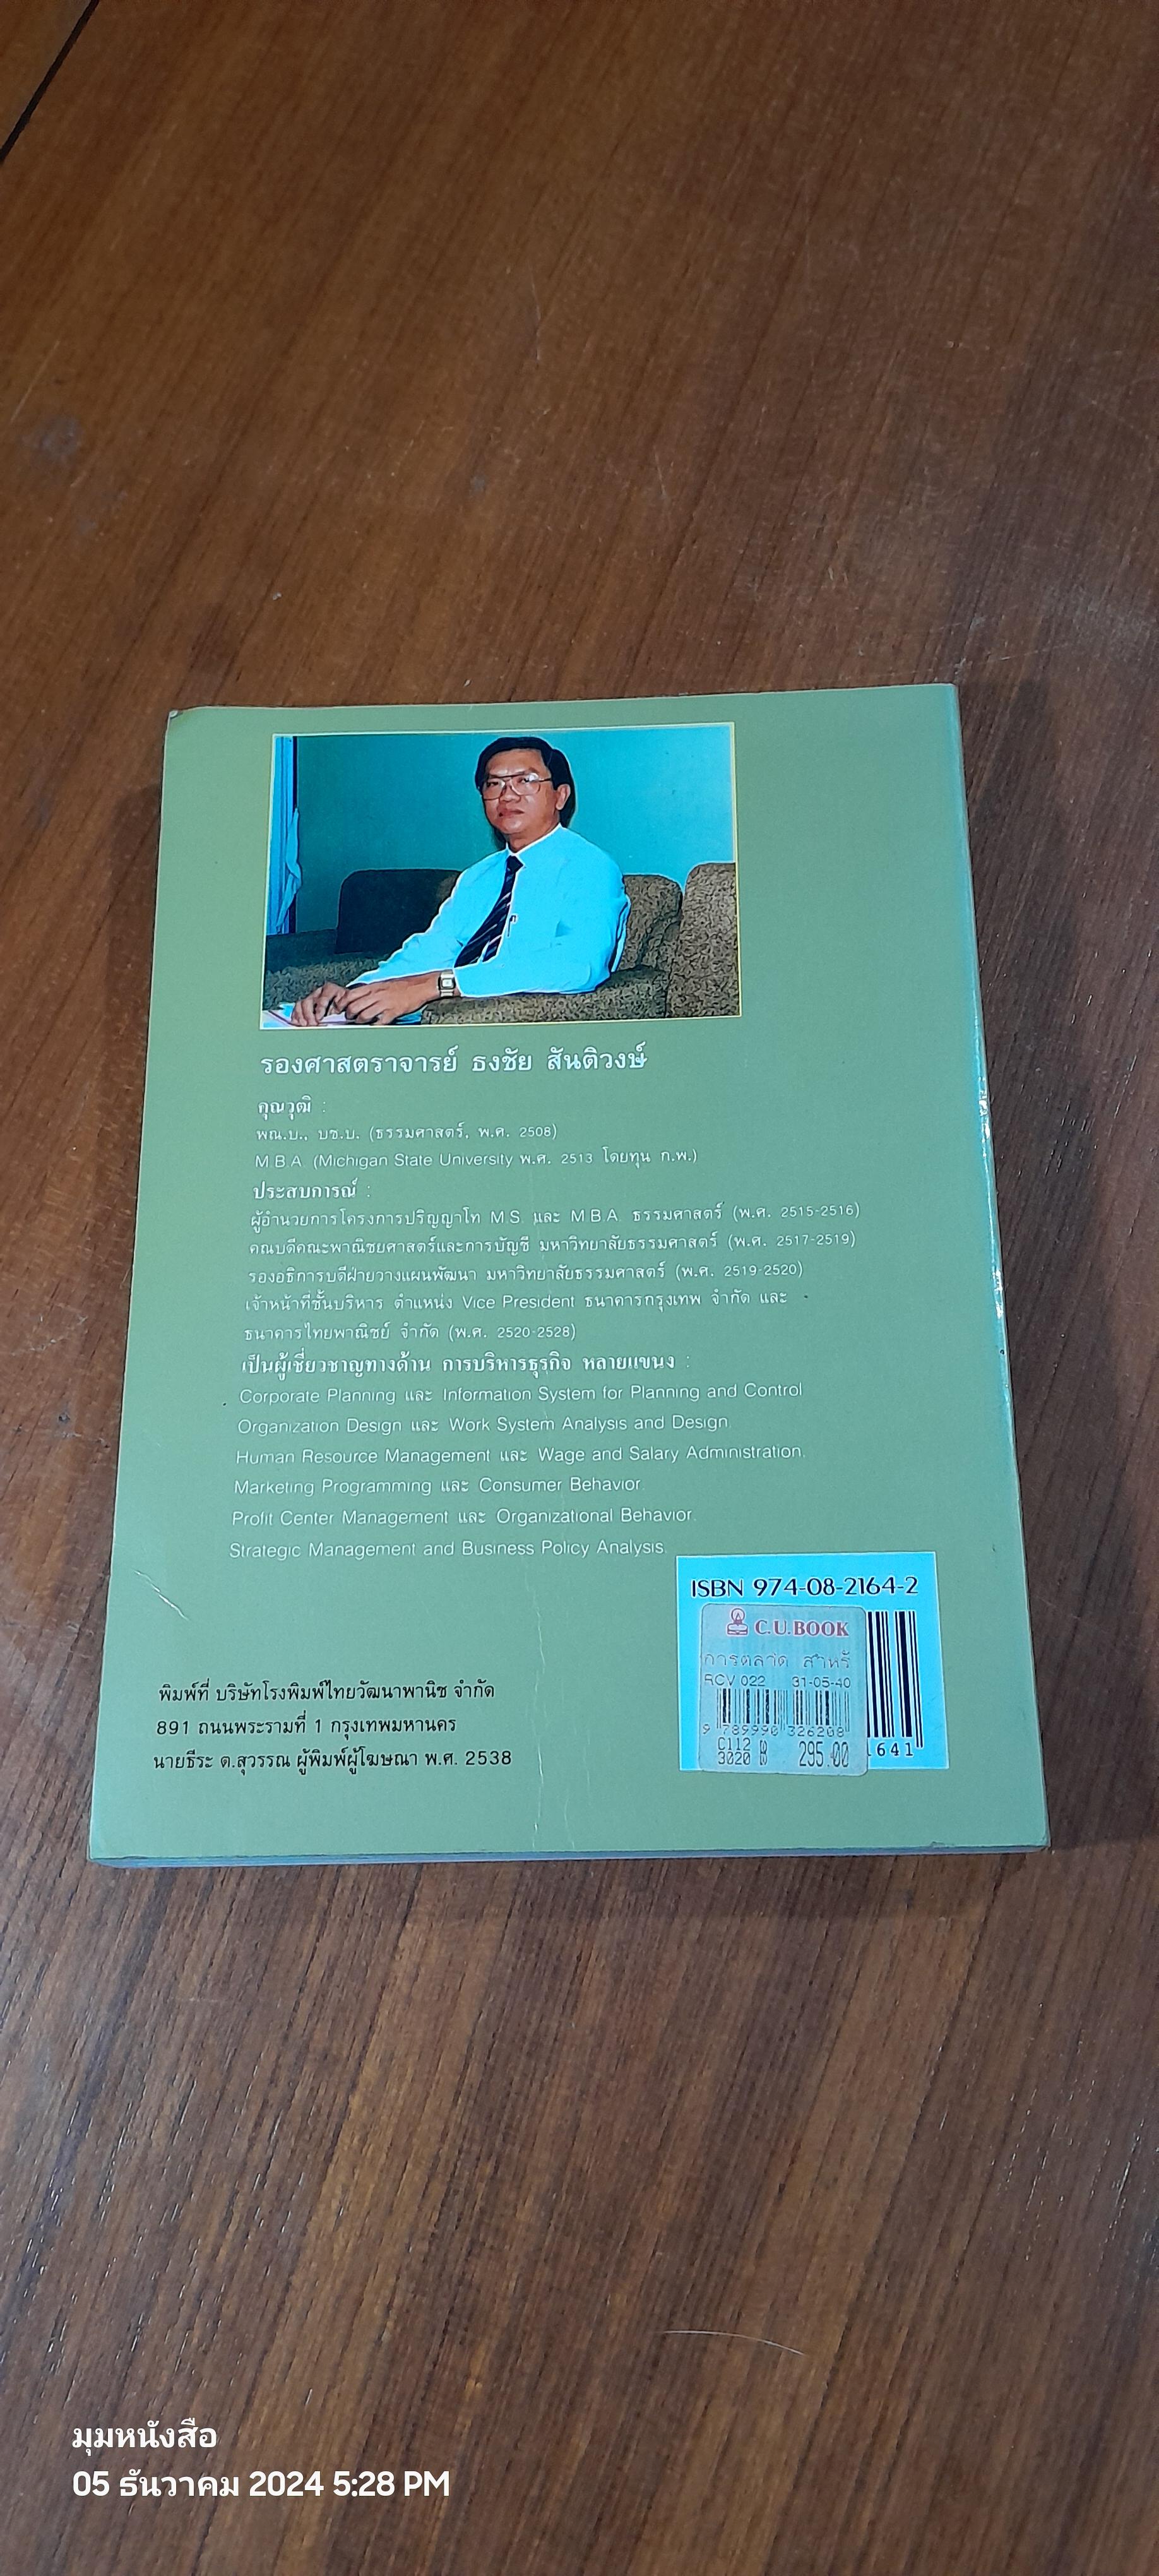 รองศาสตราจารย์ ธงชัย สันติวงษ์
คุณวุฒิ :
พณ.บ., บช.บ. (ธรรมศาสตร์, พ.ศ. 2508)
M.B.A. (Michigan State University พ.ศ. 2513 โดยทุน ก.พ.)
ประสบการณ์ :
ผู้อำนวยการโครงการปริญญาโท M.S. และ M.B.A. ธรรมศาสตร์ (พ.ศ. 2515-2516)
คณบดีคณะพาณิชยศาสตร์และการบัญชี มหาวิทยาลัยธรรมศาสตร์ (พ.ศ. 2517-2519)
รองอธิการบดีฝ่ายวางแผนพัฒนา มหาวิทยาลัยธรรมศาสตร์ (พ.ศ. 2519-2520)
เจ้าหน้าที่ชั้นบริหาร ตำแหน่ง Vice President ธนาคารกรุงเทพ จำกัด และ
ธนาคารไทยพาณิชย์ จำกัด (พ.ศ. 2520-2528)
เป็นผู้เชี่ยวชาญทางด้าน การบริหารธุรกิจ หลายแขนง :
Corporate Planning และ Information System for Planning and Control
Organization Design และ Work System Analysis and Design.
Human Resource Management และ Wage and Salary Administration.
Marketing Programming และ Consumer Behavior.
Profit Center Management และ Organizational Behavior.
Strategic Management and Business Policy Analysis.
ISBN 974-08-2164-2
C.U.BOOK
การตลาด สำหรั
RCV 022 31-05-40
9 789990 326208
C112
3020 295.00
1641
พิมพ์ที่ บริษัทโรงพิมพ์ไทยวัฒนาพานิช จำกัด
891 ถนนพระรามที่ 1 กรุงเทพมหานคร
นายธีระ ต.สุวรรณ ผู้พิมพ์ผู้โฆษณา พ.ศ. 2538
มุมหนังสือ
05 ธันวาคม 2024 5:28 PM